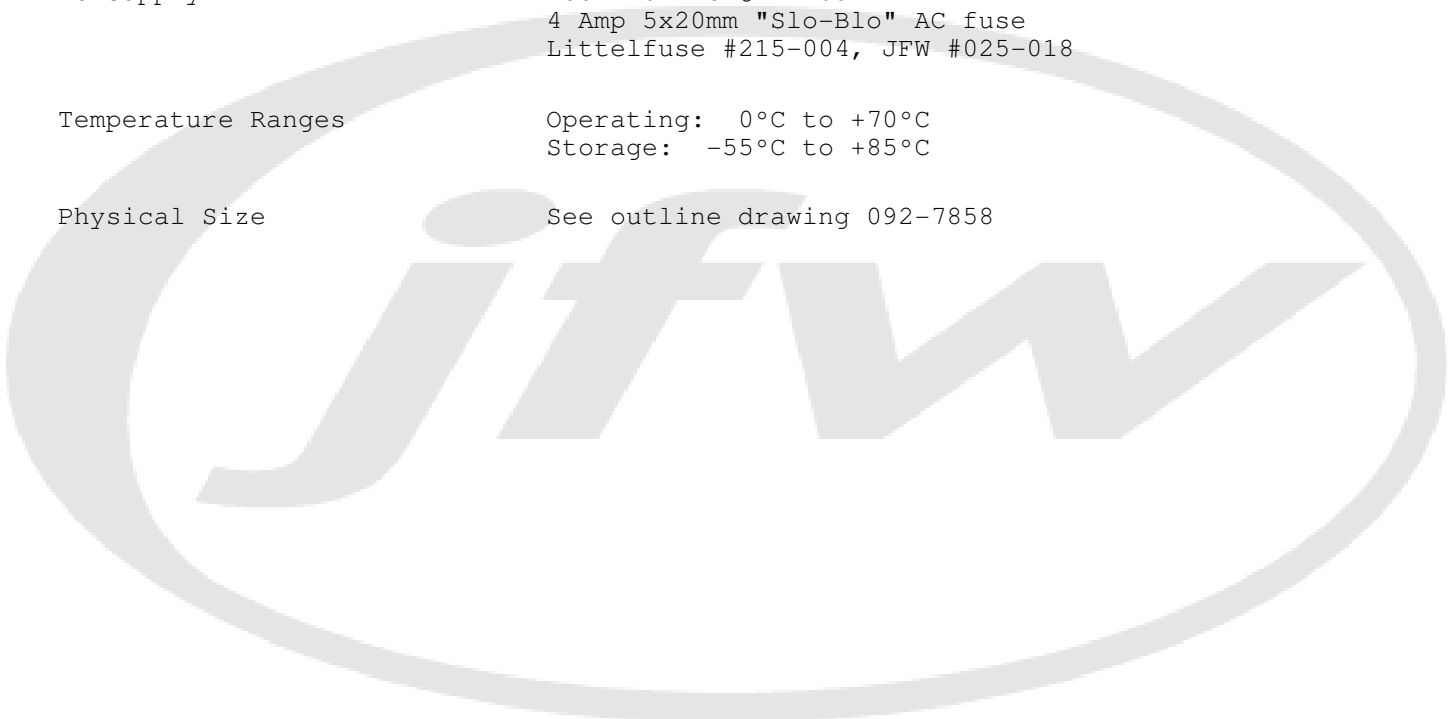 4 Amp 5x20mm "Slo-Blo" AC fuse
Littelfuse #215-004, JFW #025-018
Temperature Ranges Operating: 0°C to +70°C
Storage: -55°C to +85°C
Physical Size See outline drawing 092-7858
jfw